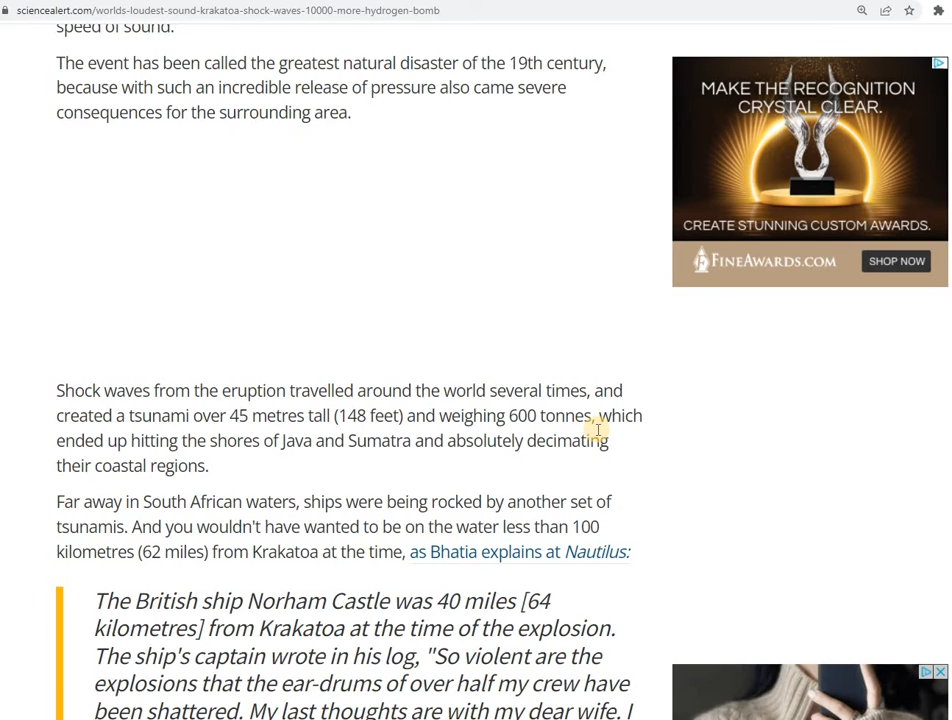 sciencealert.com/worlds-loudest-sound-krakatoa-shock-waves-10000-more-hydrogen-bomb
speed of sound.
The event has been called the greatest natural disaster of the 19th century,
because with such an incredible release of pressure also came severe
consequences for the surrounding area.
MAKE THE RECOGNITION
CRYSTAL CLEAR.
CREATE STUNNING CUSTOM AWARDS.
FINEAWARDS.COM
SHOP NOW
Shock waves from the eruption travelled around the world several times, and
created a tsunami over 45 metres tall (148 feet) and weighing 600 tonnes, which
ended up hitting the shores of Java and Sumatra and absolutely decimating
their coastal regions.
Far away in South African waters, ships were being rocked by another set of
tsunamis. And you wouldn't have wanted to be on the water less than 100
kilometres (62 miles) from Krakatoa at the time, as Bhatia explains at Nautilus:
The British ship Norham Castle was 40 miles [64
kilometres] from Krakatoa at the time of the explosion.
The ship's captain wrote in his log, "So violent are the
explosions that the ear-drums of over half my crew have
been shattered. My last thoughts are with my dear wife. I